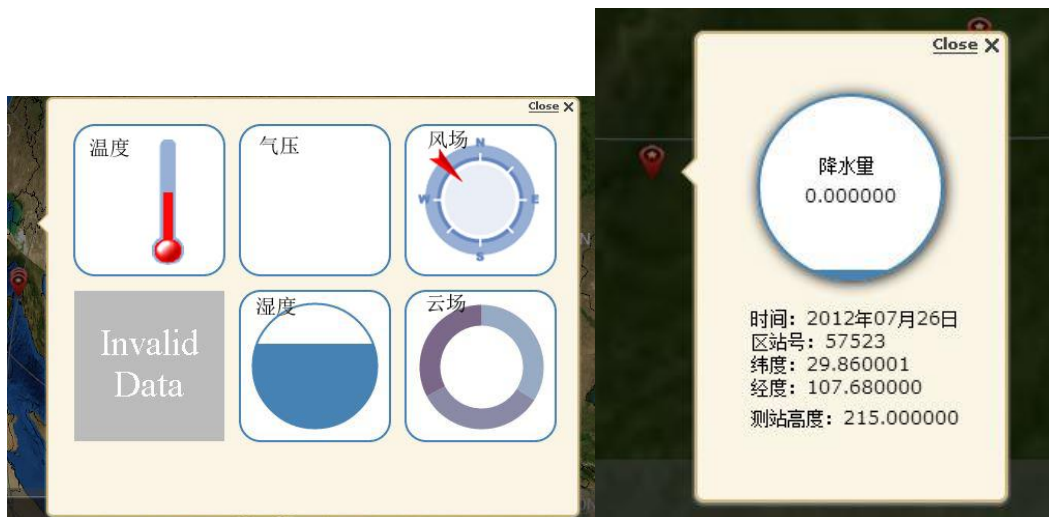 Close X
温度
气压
风场
N
W
E
S
Invalid
Data
湿度
云场
N
Close X
降水量
0.000000
时间：2012年07月26日
区站号：57523
纬度：29.860001
经度：107.680000
测站高度：215.000000